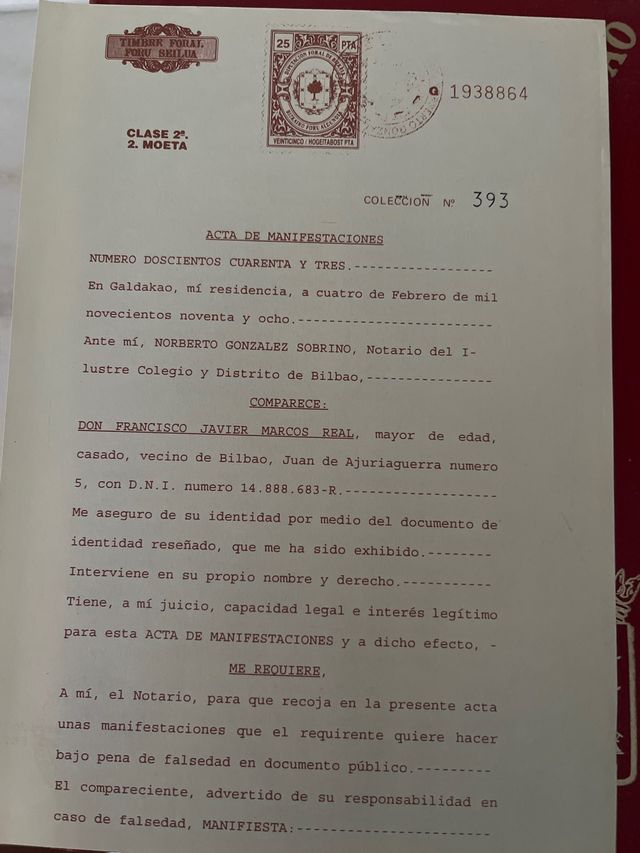 TIMBRE FORAL
FORU SEILUA
25 PTA
VEINTICINCO / HOGEITABOST PTA
G 1938864
CLASE 2ª.
2. MOETA
COLECCION Nº 393
ACTA DE MANIFESTACIONES
NUMERO DOSCIENTOS CUARENTA Y TRES.------------------
En Galdakao, mí residencia, a cuatro de Febrero de mil
novecientos noventa y ocho.-------------------------
Ante mí, NORBERTO GONZALEZ SOBRINO, Notario del I-
lustre Colegio y Distrito de Bilbao,----------------
COMPARECE:
DON FRANCISCO JAVIER MARCOS REAL, mayor de edad,
casado, vecino de Bilbao, Juan de Ajuriaguerra numero
5, con D.N.I. numero 14.888.683-R.------------------
Me aseguro de su identidad por medio del documento de
identidad reseñado, que me ha sido exhibido.--------
Interviene en su propio nombre y derecho.-----------
Tiene, a mí juicio, capacidad legal e interés legítimo
para esta ACTA DE MANIFESTACIONES y a dicho efecto, -
ME REQUIERE,
A mí, el Notario, para que recoja en la presente acta
unas manifestaciones que el requirente quiere hacer
bajo pena de falsedad en documento público.---------
El compareciente, advertido de su responsabilidad en
caso de falsedad, MANIFIESTA:-----------------------